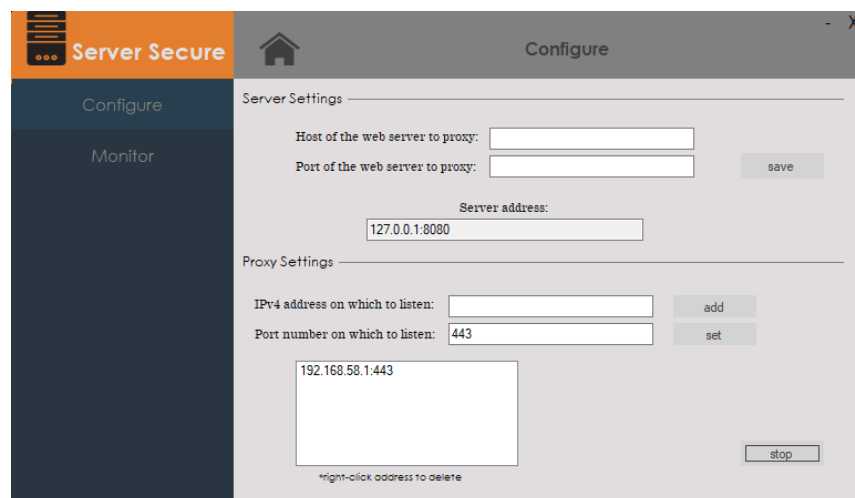 - X
Server Secure
Configure
Configure
Monitor
Server Settings
Host of the web server to proxy:
Port of the web server to proxy:
save
Server address:
127.0.0.1:8080
Proxy Settings
IPv4 address on which to listen:
add
Port number on which to listen: 443
set
192.168.58.1:443
*right-click address to delete
stop